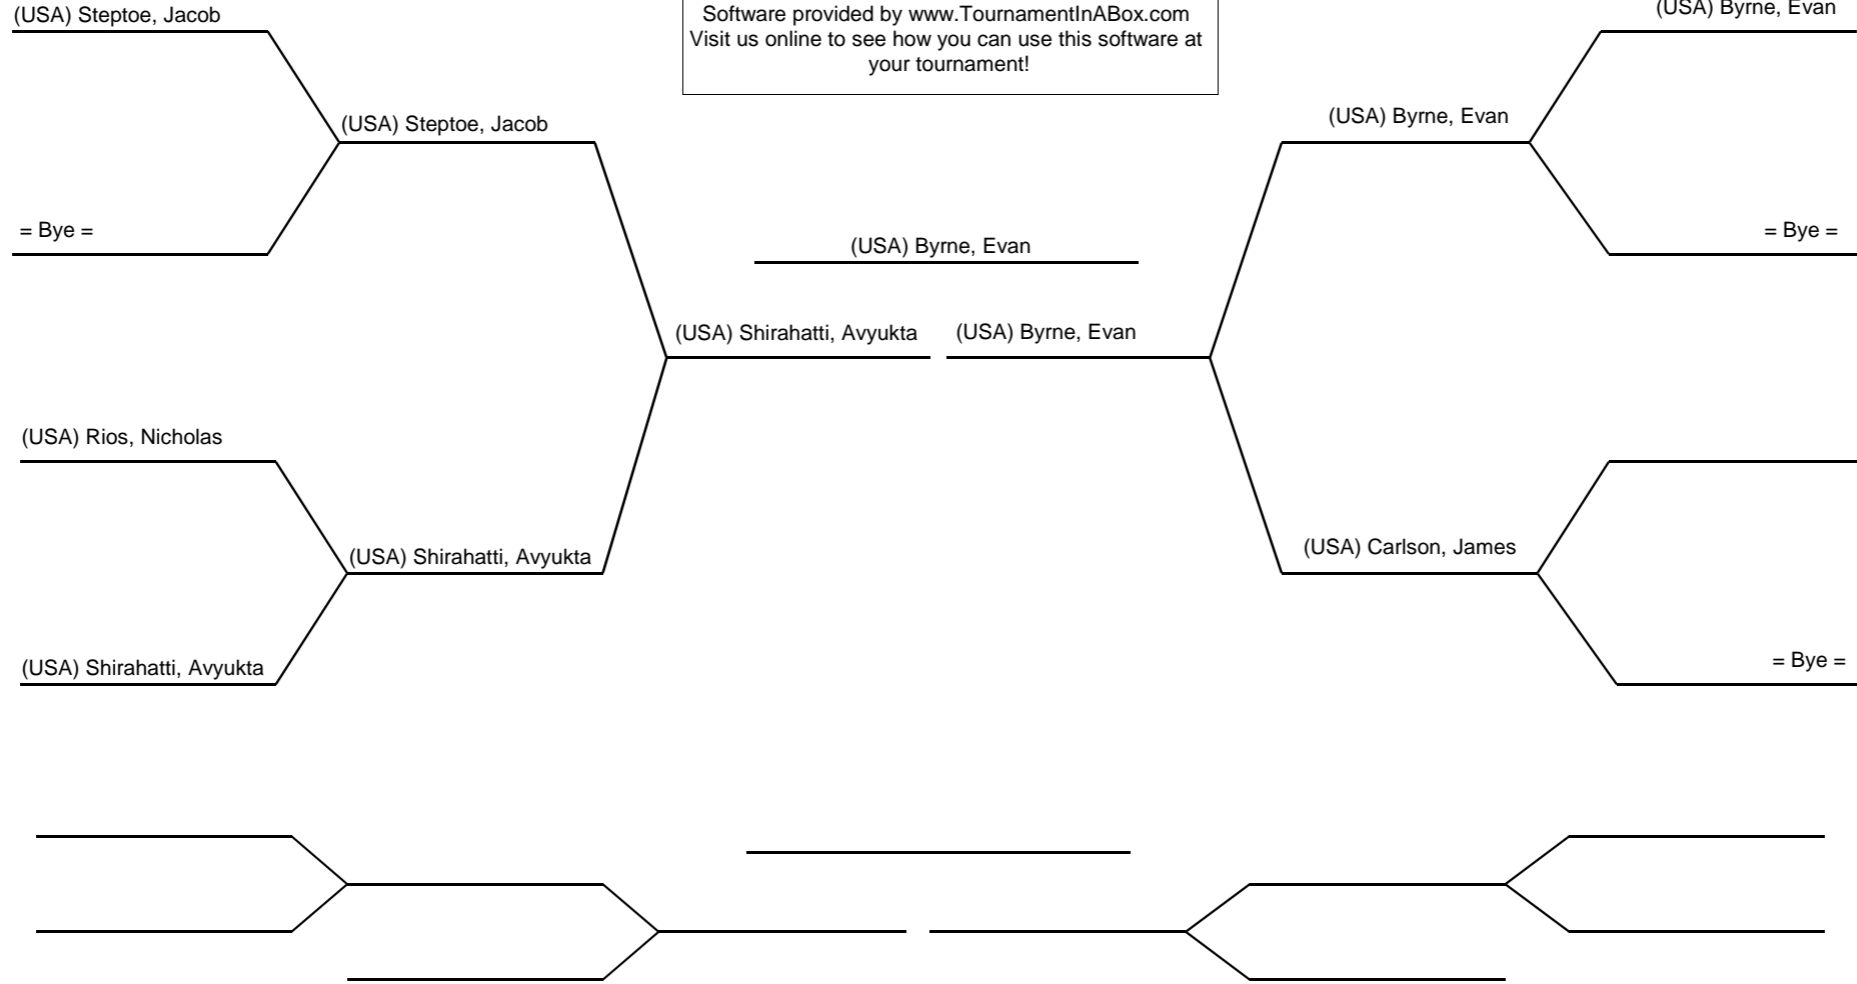 (USA) Steptoe, Jacob
Software provided by www.TournamentInABox.com
Visit us online to see how you can use this software at
your tournament!
(USA) Byrne, Evan
(USA) Steptoe, Jacob
(USA) Byrne, Evan
= Bye =
(USA) Byrne, Evan
= Bye =
(USA) Shirahatti, Avyukta
(USA) Byrne, Evan
(USA) Rios, Nicholas
(USA) Shirahatti, Avyukta
(USA) Carlson, James
(USA) Shirahatti, Avyukta
= Bye =